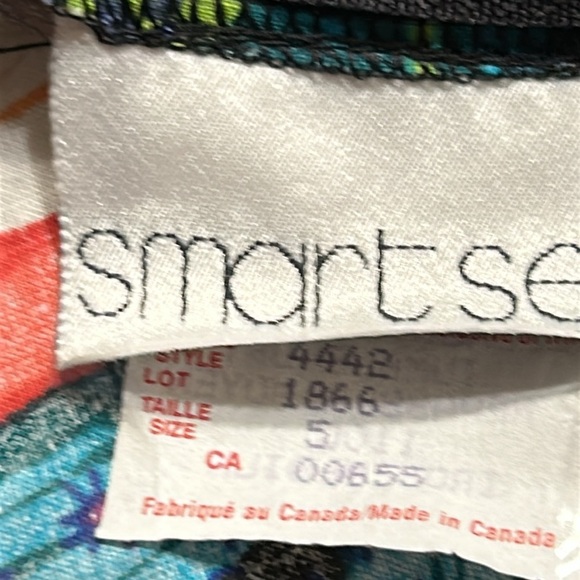 smart se
STYLE 4442
LOT 1866
TAILLE
SIZE 5
CA 00655
Fabriqué au Canada/Made in Canada